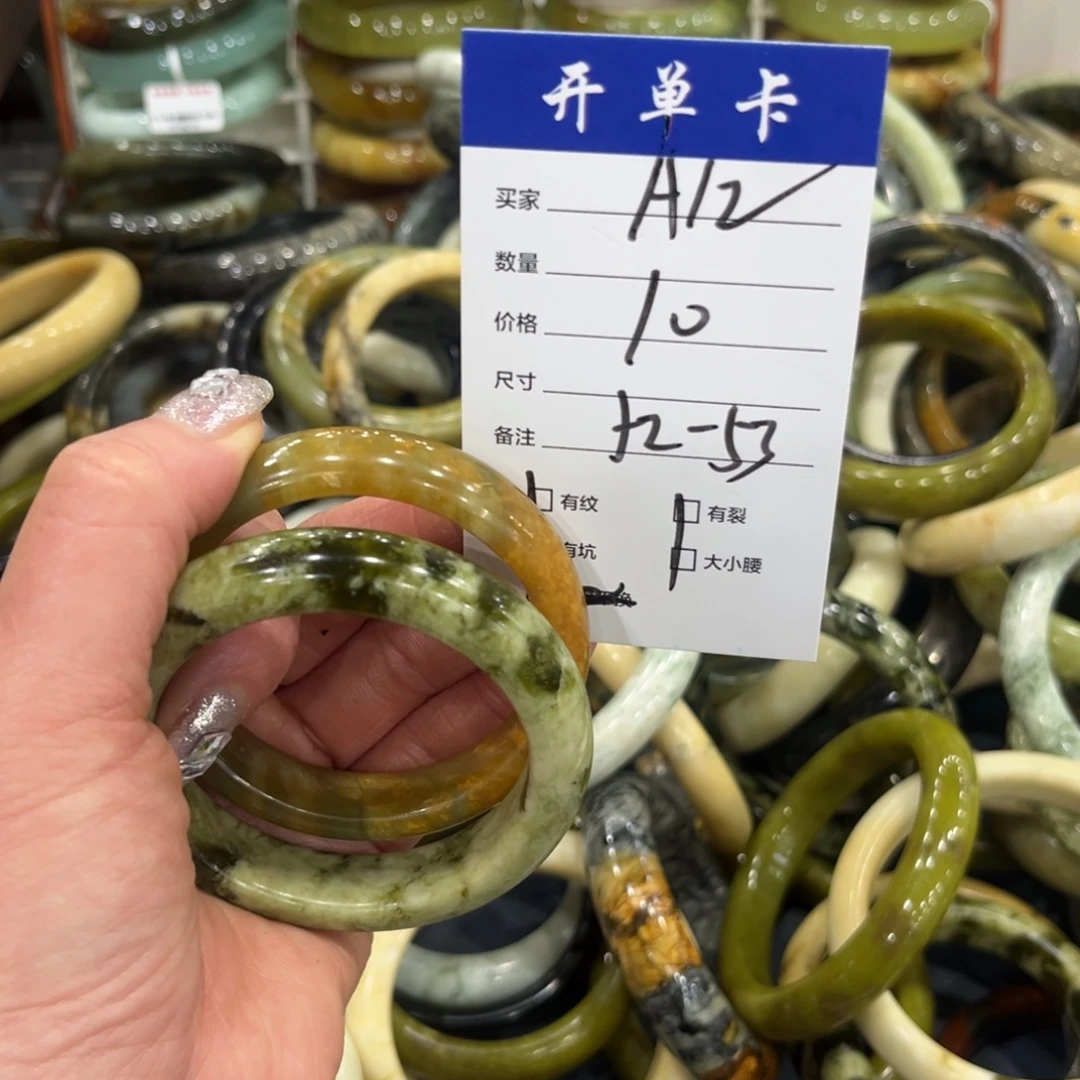 开单卡
买家 A12
数量
价格 10
尺寸
备注 52-53
有纹 有裂
有坑 大小腰